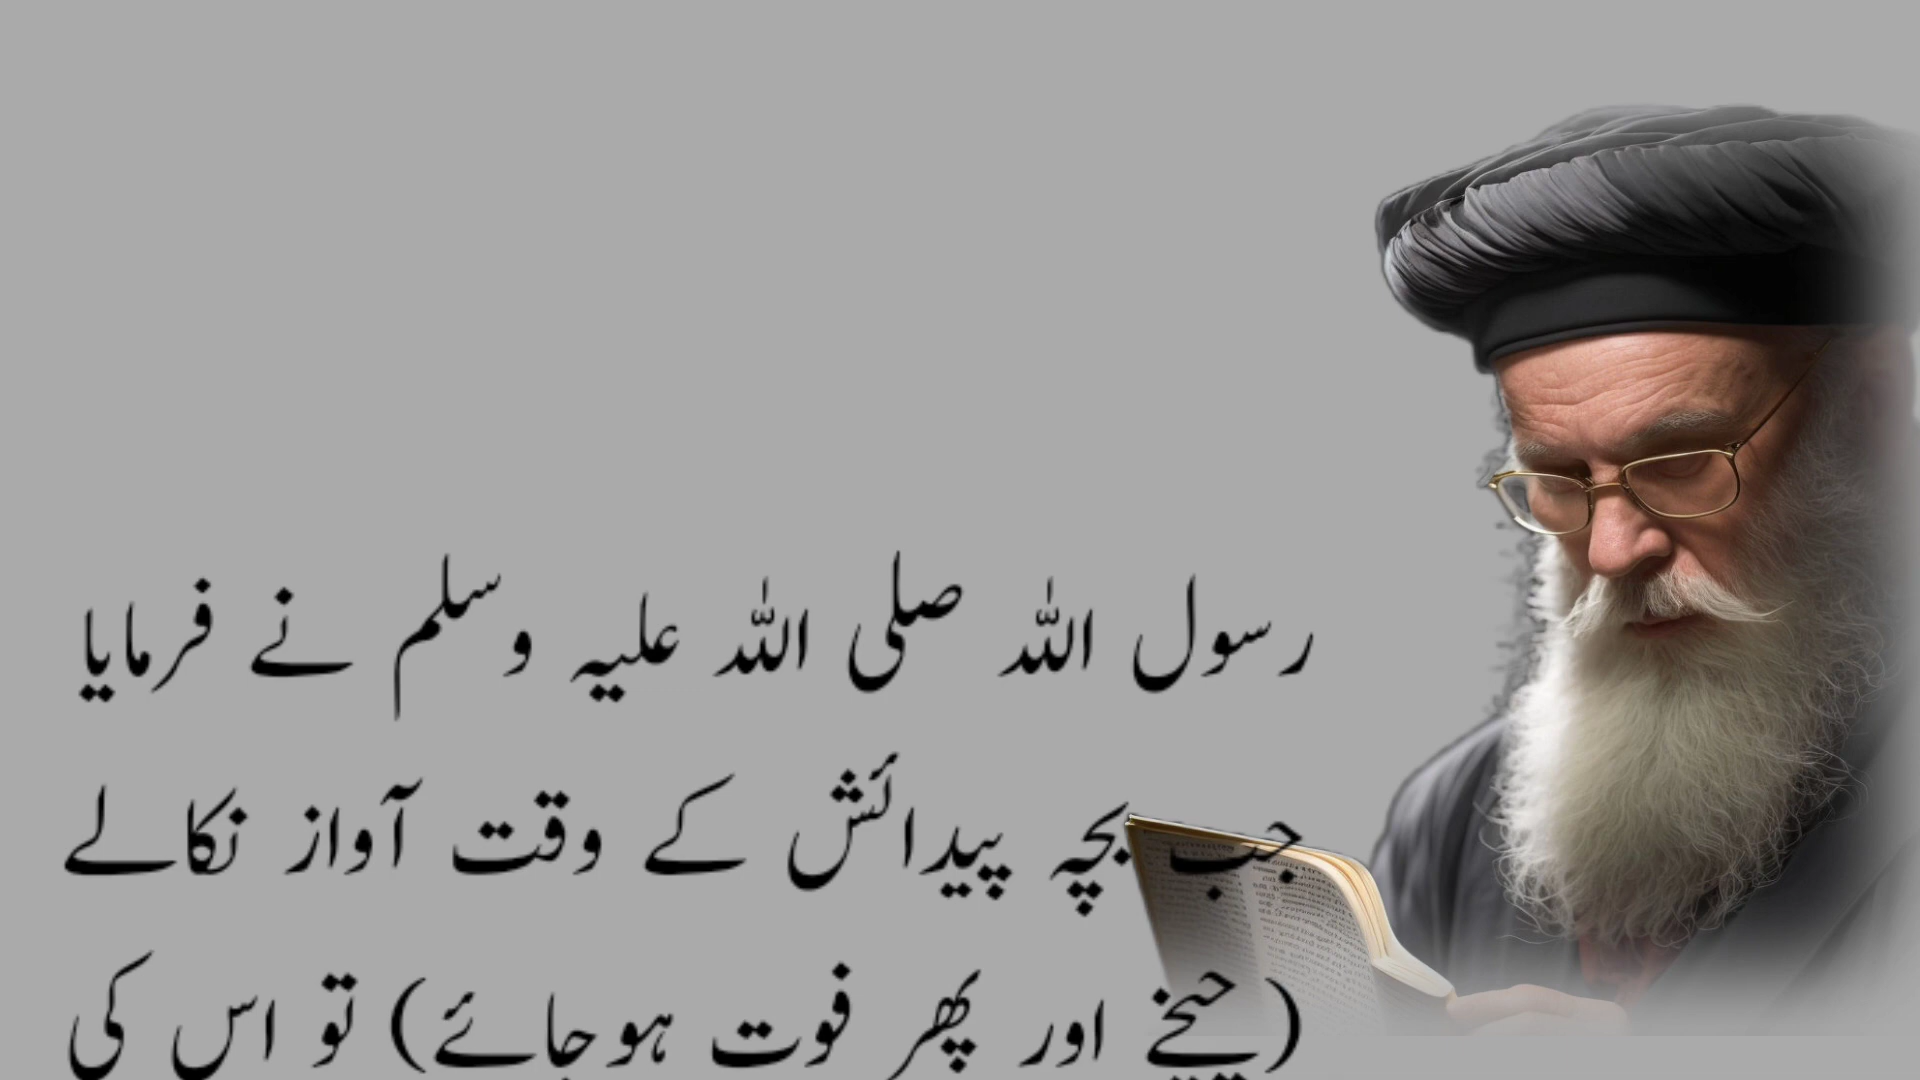 رسول اللہ صلی اللہ علیہ وسلم نے فرمایا
جب بچہ پیدائش کے وقت آواز نکالے
(چیخے اور پھر فوت ہوجائے) تو اس کی